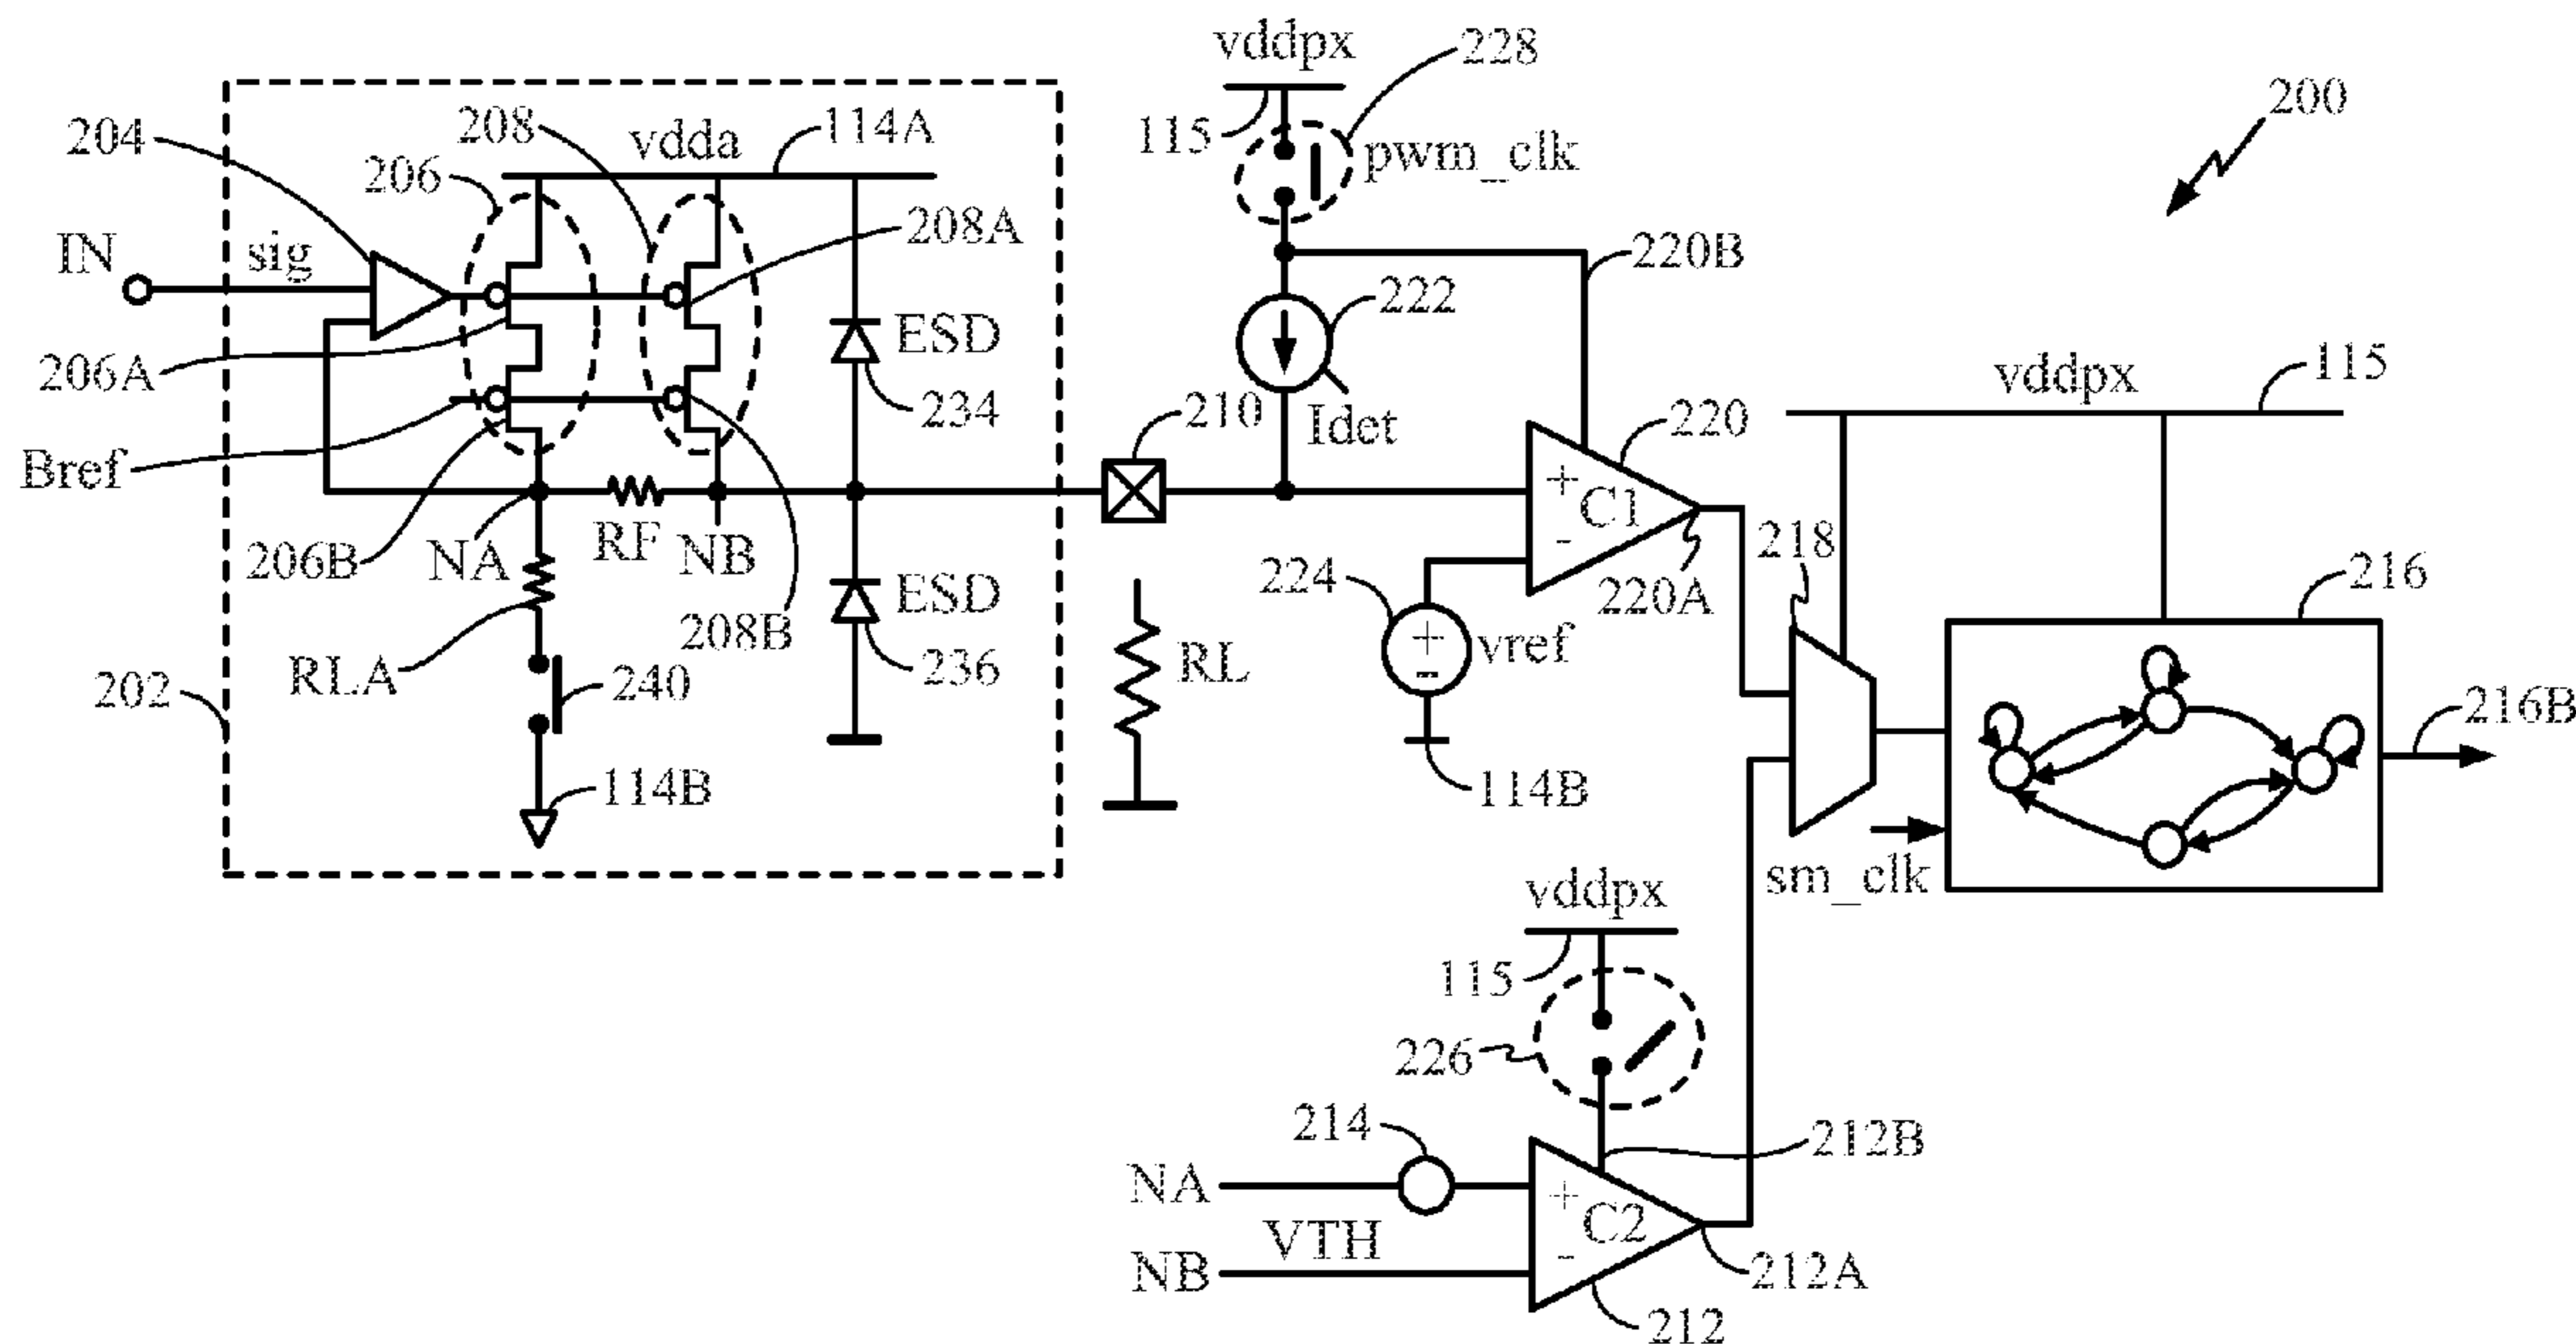 vddpx
228
200
204
208
vdda
114A
115
pwm_clk
206
208A
IN
sig
220B
222
ESD
115
206A
234
210
vddpx
Idet
220
Bref
+
C1
-
218
206B
NA
RF
NB
224
220A
216
ESD
208B
+
-
vref
RLA
240
236
RL
202
216B
114B
114B
sm_clk
vddpx
115
226
214
212B
NA
+
C2
VTH
-
NB
212A
212